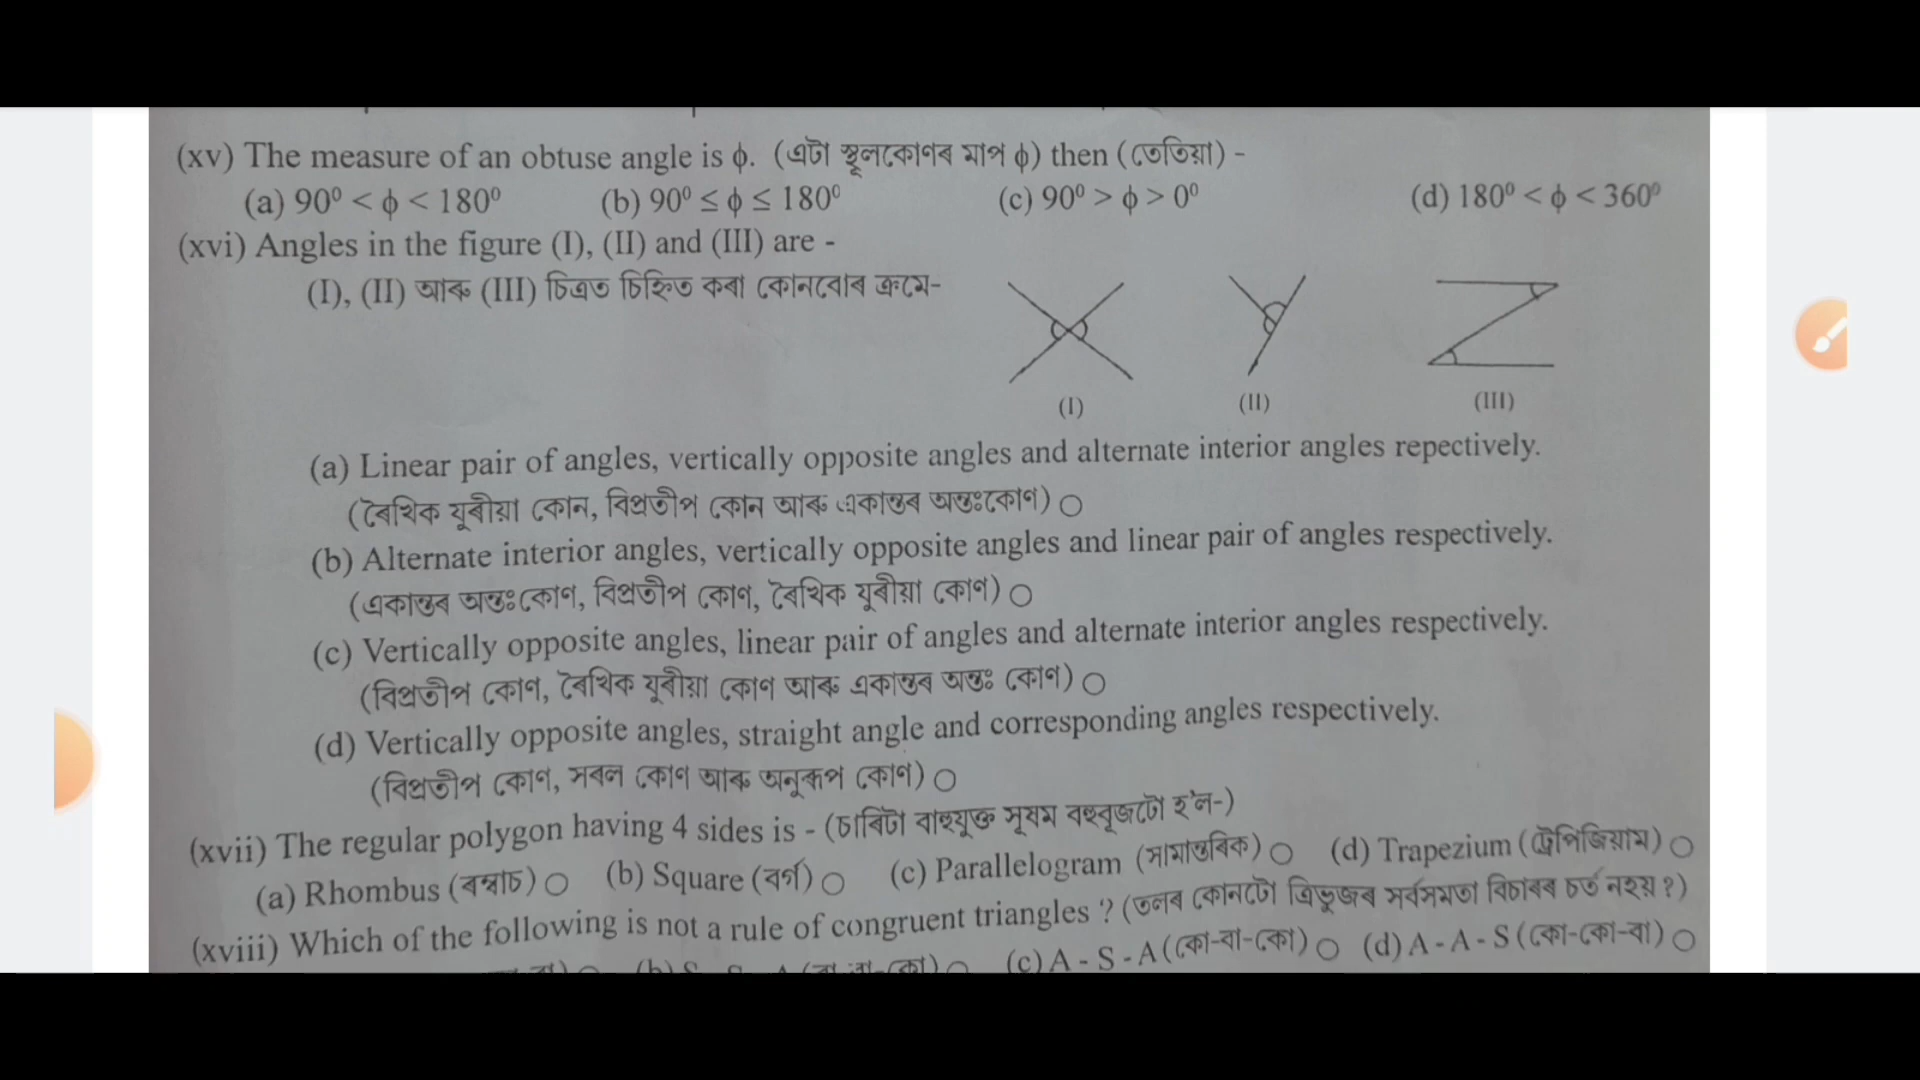 (xv) The measure of an obtuse angle is ϕ. (এটা স্থূলকোণৰ মাপ ϕ) then (তেতিয়া) -
(a) 90⁰ < ϕ < 180⁰ (b) 90⁰ ≤ ϕ ≤ 180⁰ (c) 90⁰ > ϕ > 0⁰ (d) 180⁰ < ϕ < 360⁰
(xvi) Angles in the figure (I), (II) and (III) are -
(I), (II) আৰু (III) চিত্ৰত চিহ্নিত কৰা কোনবোৰ ক্ৰমে-
(I) (II) (III)
(a) Linear pair of angles, vertically opposite angles and alternate interior angles repectively.
(ৰৈখিক যুৰীয়া কোন, বিপ্ৰতীপ কোন আৰু একান্তৰ অন্তঃকোণ)
(b) Alternate interior angles, vertically opposite angles and linear pair of angles respectively.
(একান্তৰ অন্তঃকোণ, বিপ্ৰতীপ কোণ, ৰৈখিক যুৰীয়া কোণ)
(c) Vertically opposite angles, linear pair of angles and alternate interior angles respectively.
(বিপ্ৰতীপ কোণ, ৰৈখিক যুৰীয়া কোণ আৰু একান্তৰ অন্তঃ কোণ)
(d) Vertically opposite angles, straight angle and corresponding angles respectively.
(বিপ্ৰতীপ কোণ, সৰল কোণ আৰু অনুৰূপ কোণ)
(xvii) The regular polygon having 4 sides is - (চাৰিটা বাহুযুক্ত সূষম বহুবৃজটো হ'ল-)
(a) Rhombus (ৰম্বাচ) (b) Square (বৰ্গ) (c) Parallelogram (সামান্তৰিক) (d) Trapezium (ট্ৰেপিজিয়াম)
(xviii) Which of the following is not a rule of congruent triangles ? (তলৰ কোনটো ত্ৰিভুজৰ সৰ্বসমতা বিচাৰৰ চৰ্ত নহয় ?)
(c) A - S - A (কো-বা-কো) (d) A - A - S (কো-কো-বা)